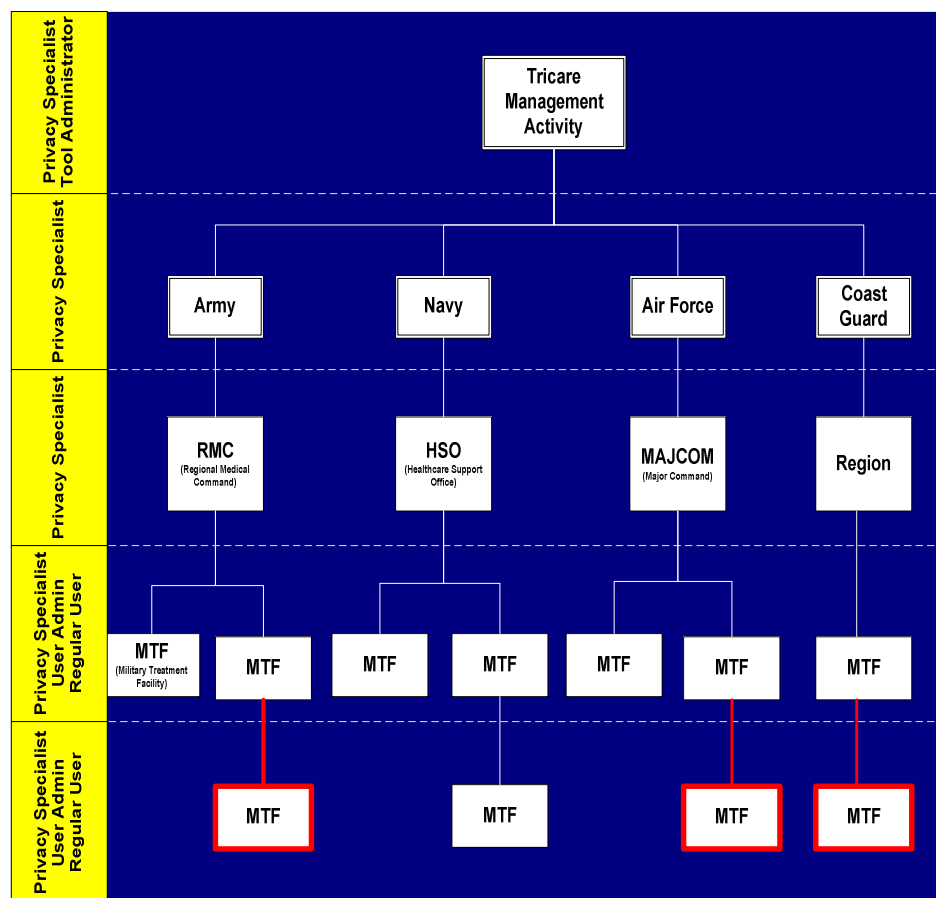 Privacy Specialist
Tool Administrator
Tricare
Management
Activity
Privacy Specialist
Army
Navy
Air Force
Coast
Guard
Privacy Specialist
RMC
(Regional Medical
Command)
HSO
(Healthcare Support
Office)
MAJCOM
(Major Command)
Region
Privacy Specialist
User Admin
Regular User
MTF
(Military Treatment
Facility)
MTF
MTF
MTF
MTF
MTF
MTF
Privacy Specialist
User Admin
Regular User
MTF
MTF
MTF
MTF